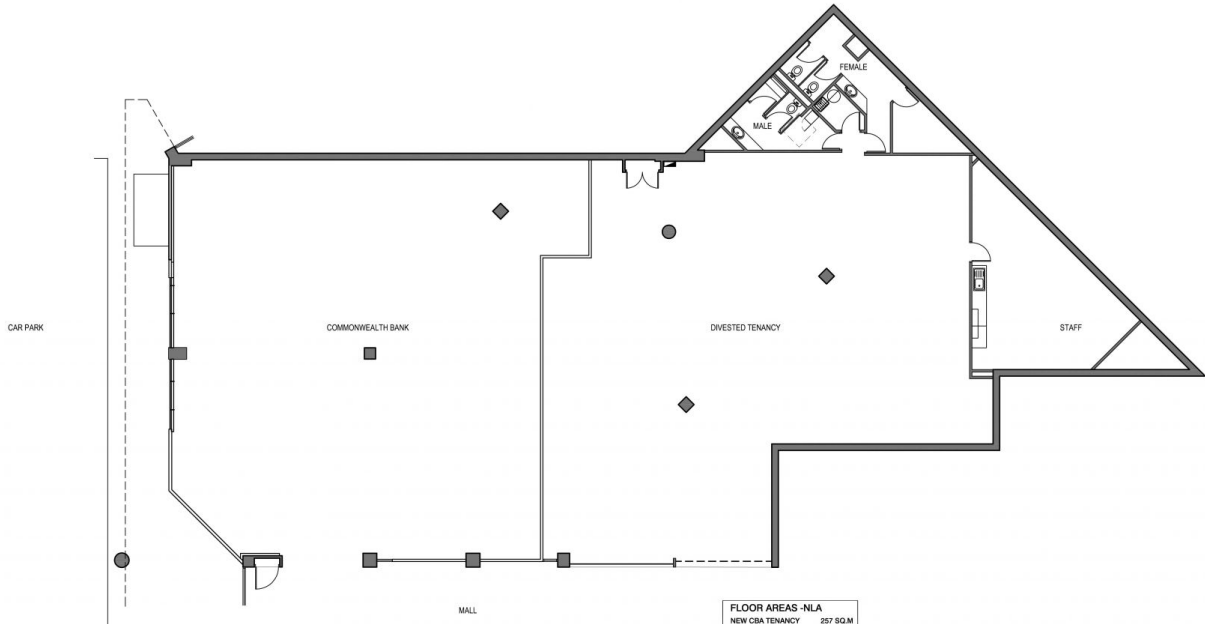 FEMALE
MALE
CAR PARK
COMMONWEALTH BANK
DIVESTED TENANCY
STAFF
MALL
FLOOR AREAS -NLA
NEW CBA TENANCY 257 SQ.M